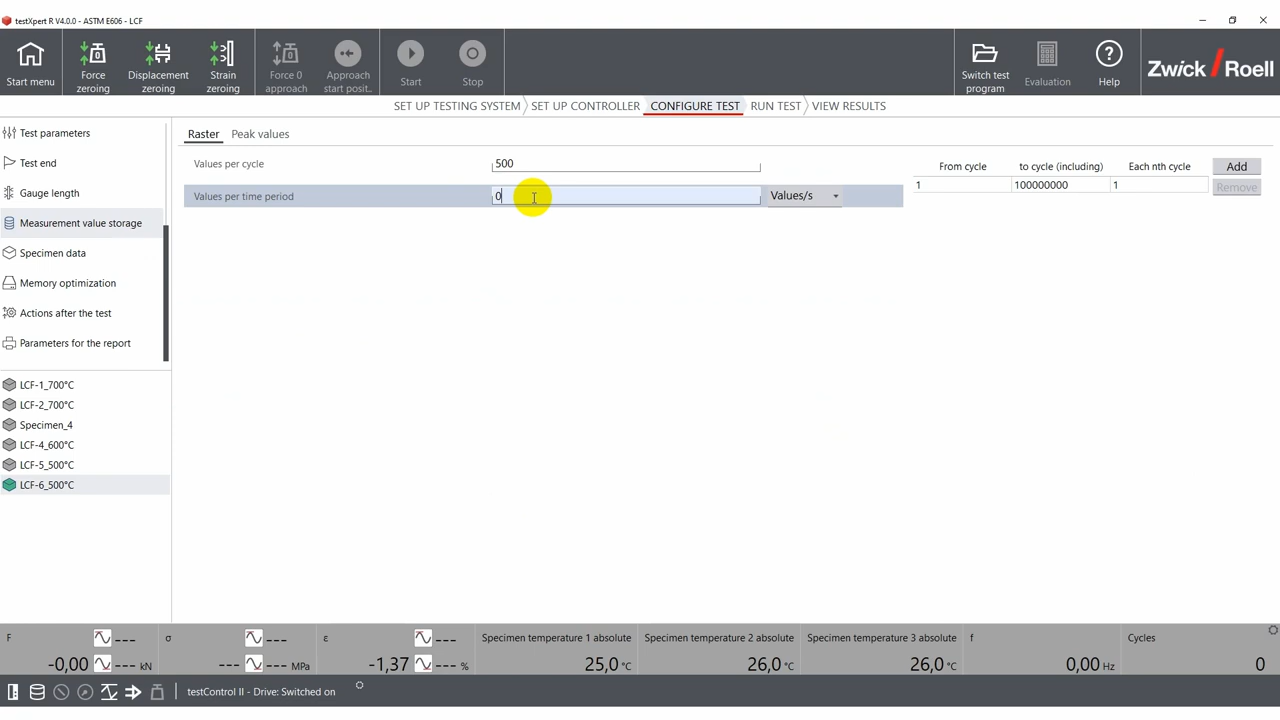 testXpert R V4.0.0 - ASTM E606 - LCF
Start menu
Force zeroing
Displacement zeroing
Strain zeroing
Force 0 approach
Approach start posit..
Start
Stop
Switch test program
Evaluation
Help
Zwick / Roell
SET UP TESTING SYSTEM
SET UP CONTROLLER
CONFIGURE TEST
RUN TEST
VIEW RESULTS
Test parameters
Test end
Gauge length
Measurement value storage
Specimen data
Memory optimization
Actions after the test
Parameters for the report
LCF-1_700°C
LCF-2_700°C
Specimen_4
LCF-4_600°C
LCF-5_500°C
LCF-6_500°C
Raster Peak values
Values per cycle 500
Values per time period 0 Values/s
From cycle to cycle (including) Each nth cycle Add
1 100000000 1 Remove
F --- -0,00 --- kN
σ --- --- --- MPa
ε --- -1,37 --- %
Specimen temperature 1 absolute 25,0 °C
Specimen temperature 2 absolute 26,0 °C
Specimen temperature 3 absolute 26,0 °C
f 0,00 Hz
Cycles 0
testControl II - Drive: Switched on